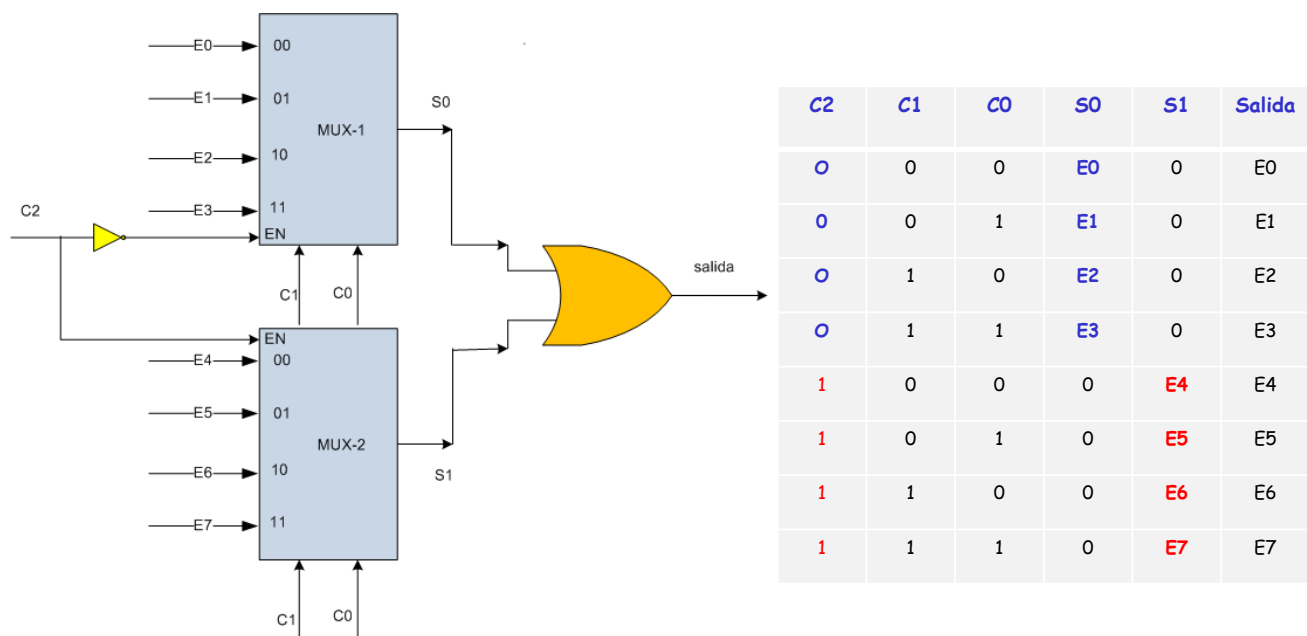 E0 00
E1 01
S0
MUX-1
E2 10
E3 11
C2
EN
C1 C0
salida
EN
E4 00
E5 01
MUX-2
E6 10
S1
E7 11
C1 C0
C2 C1 C0 S0 S1 Salida
0 0 0 E0 0 E0
0 0 1 E1 0 E1
0 1 0 E2 0 E2
0 1 1 E3 0 E3
1 0 0 0 E4 E4
1 0 1 0 E5 E5
1 1 0 0 E6 E6
1 1 1 0 E7 E7